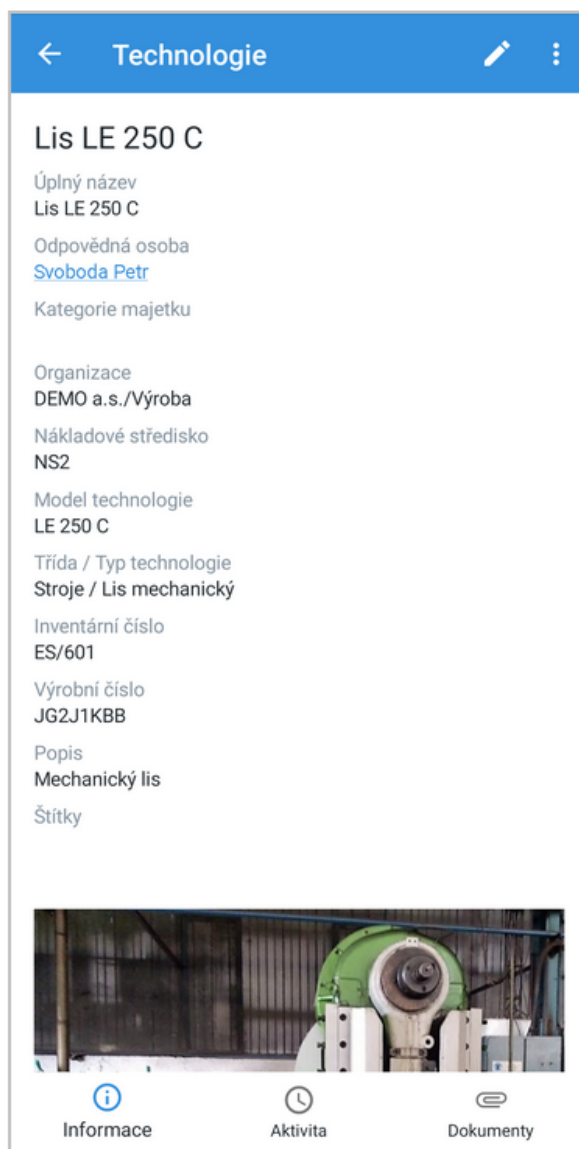 Technologie
Lis LE 250 C
Úplný název
Lis LE 250 C
Odpovědná osoba
Svoboda Petr
Kategorie majetku
Organizace
DEMO a.s./Výroba
Nákladové středisko
NS2
Model technologie
LE 250 C
Třída / Typ technologie
Stroje / Lis mechanický
Inventární číslo
ES/601
Výrobní číslo
JG2J1KBB
Popis
Mechanický lis
Štítky
Informace Aktivita Dokumenty